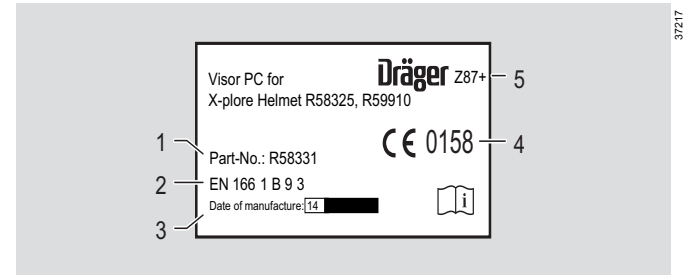 37217
Dräger Z87+ 5
Visor PC for
X-plore Helmet R58325, R59910
CE 0158 4
1 Part-No.: R58331
2 EN 166 1 B 9 3
3 Date of manufacture: 14
i